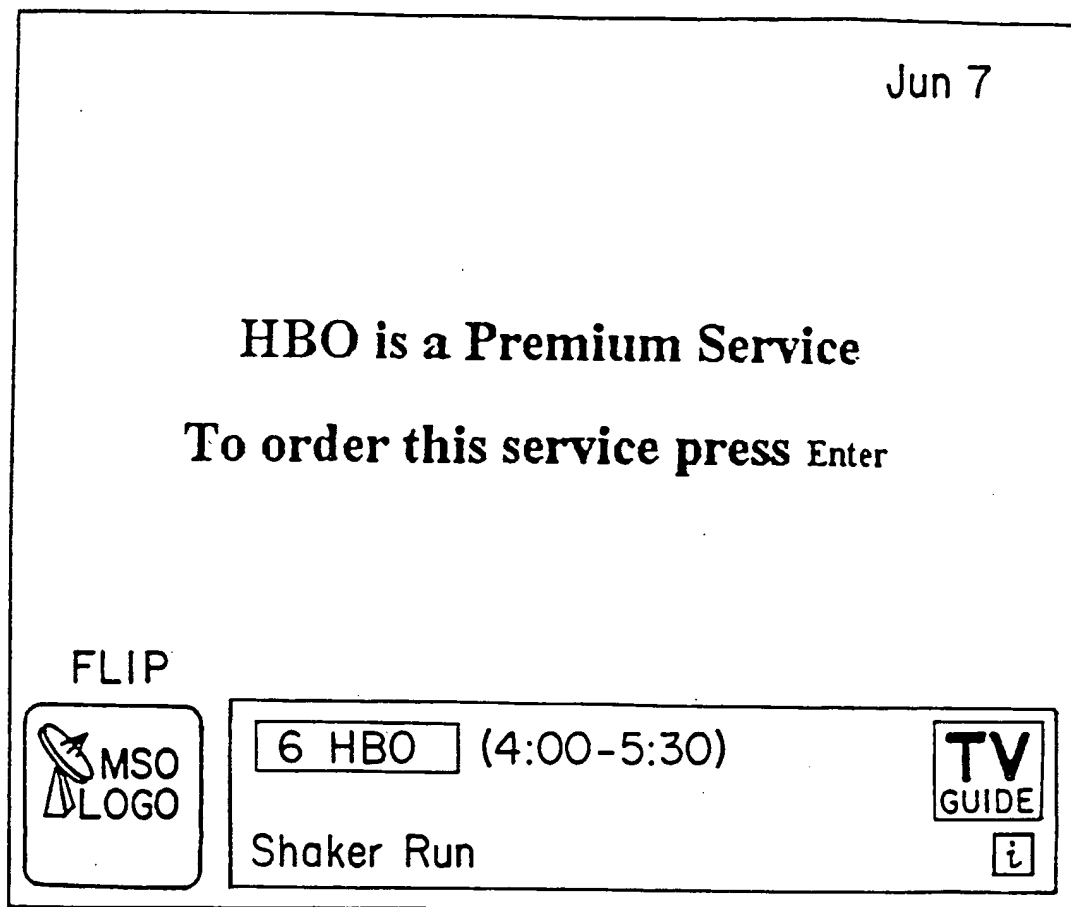 Jun 7
HBO is a Premium Service
To order this service press Enter
FLIP
MSO
LOGO
6 HBO (4:00-5:30)
TV
GUIDE
Shaker Run
i